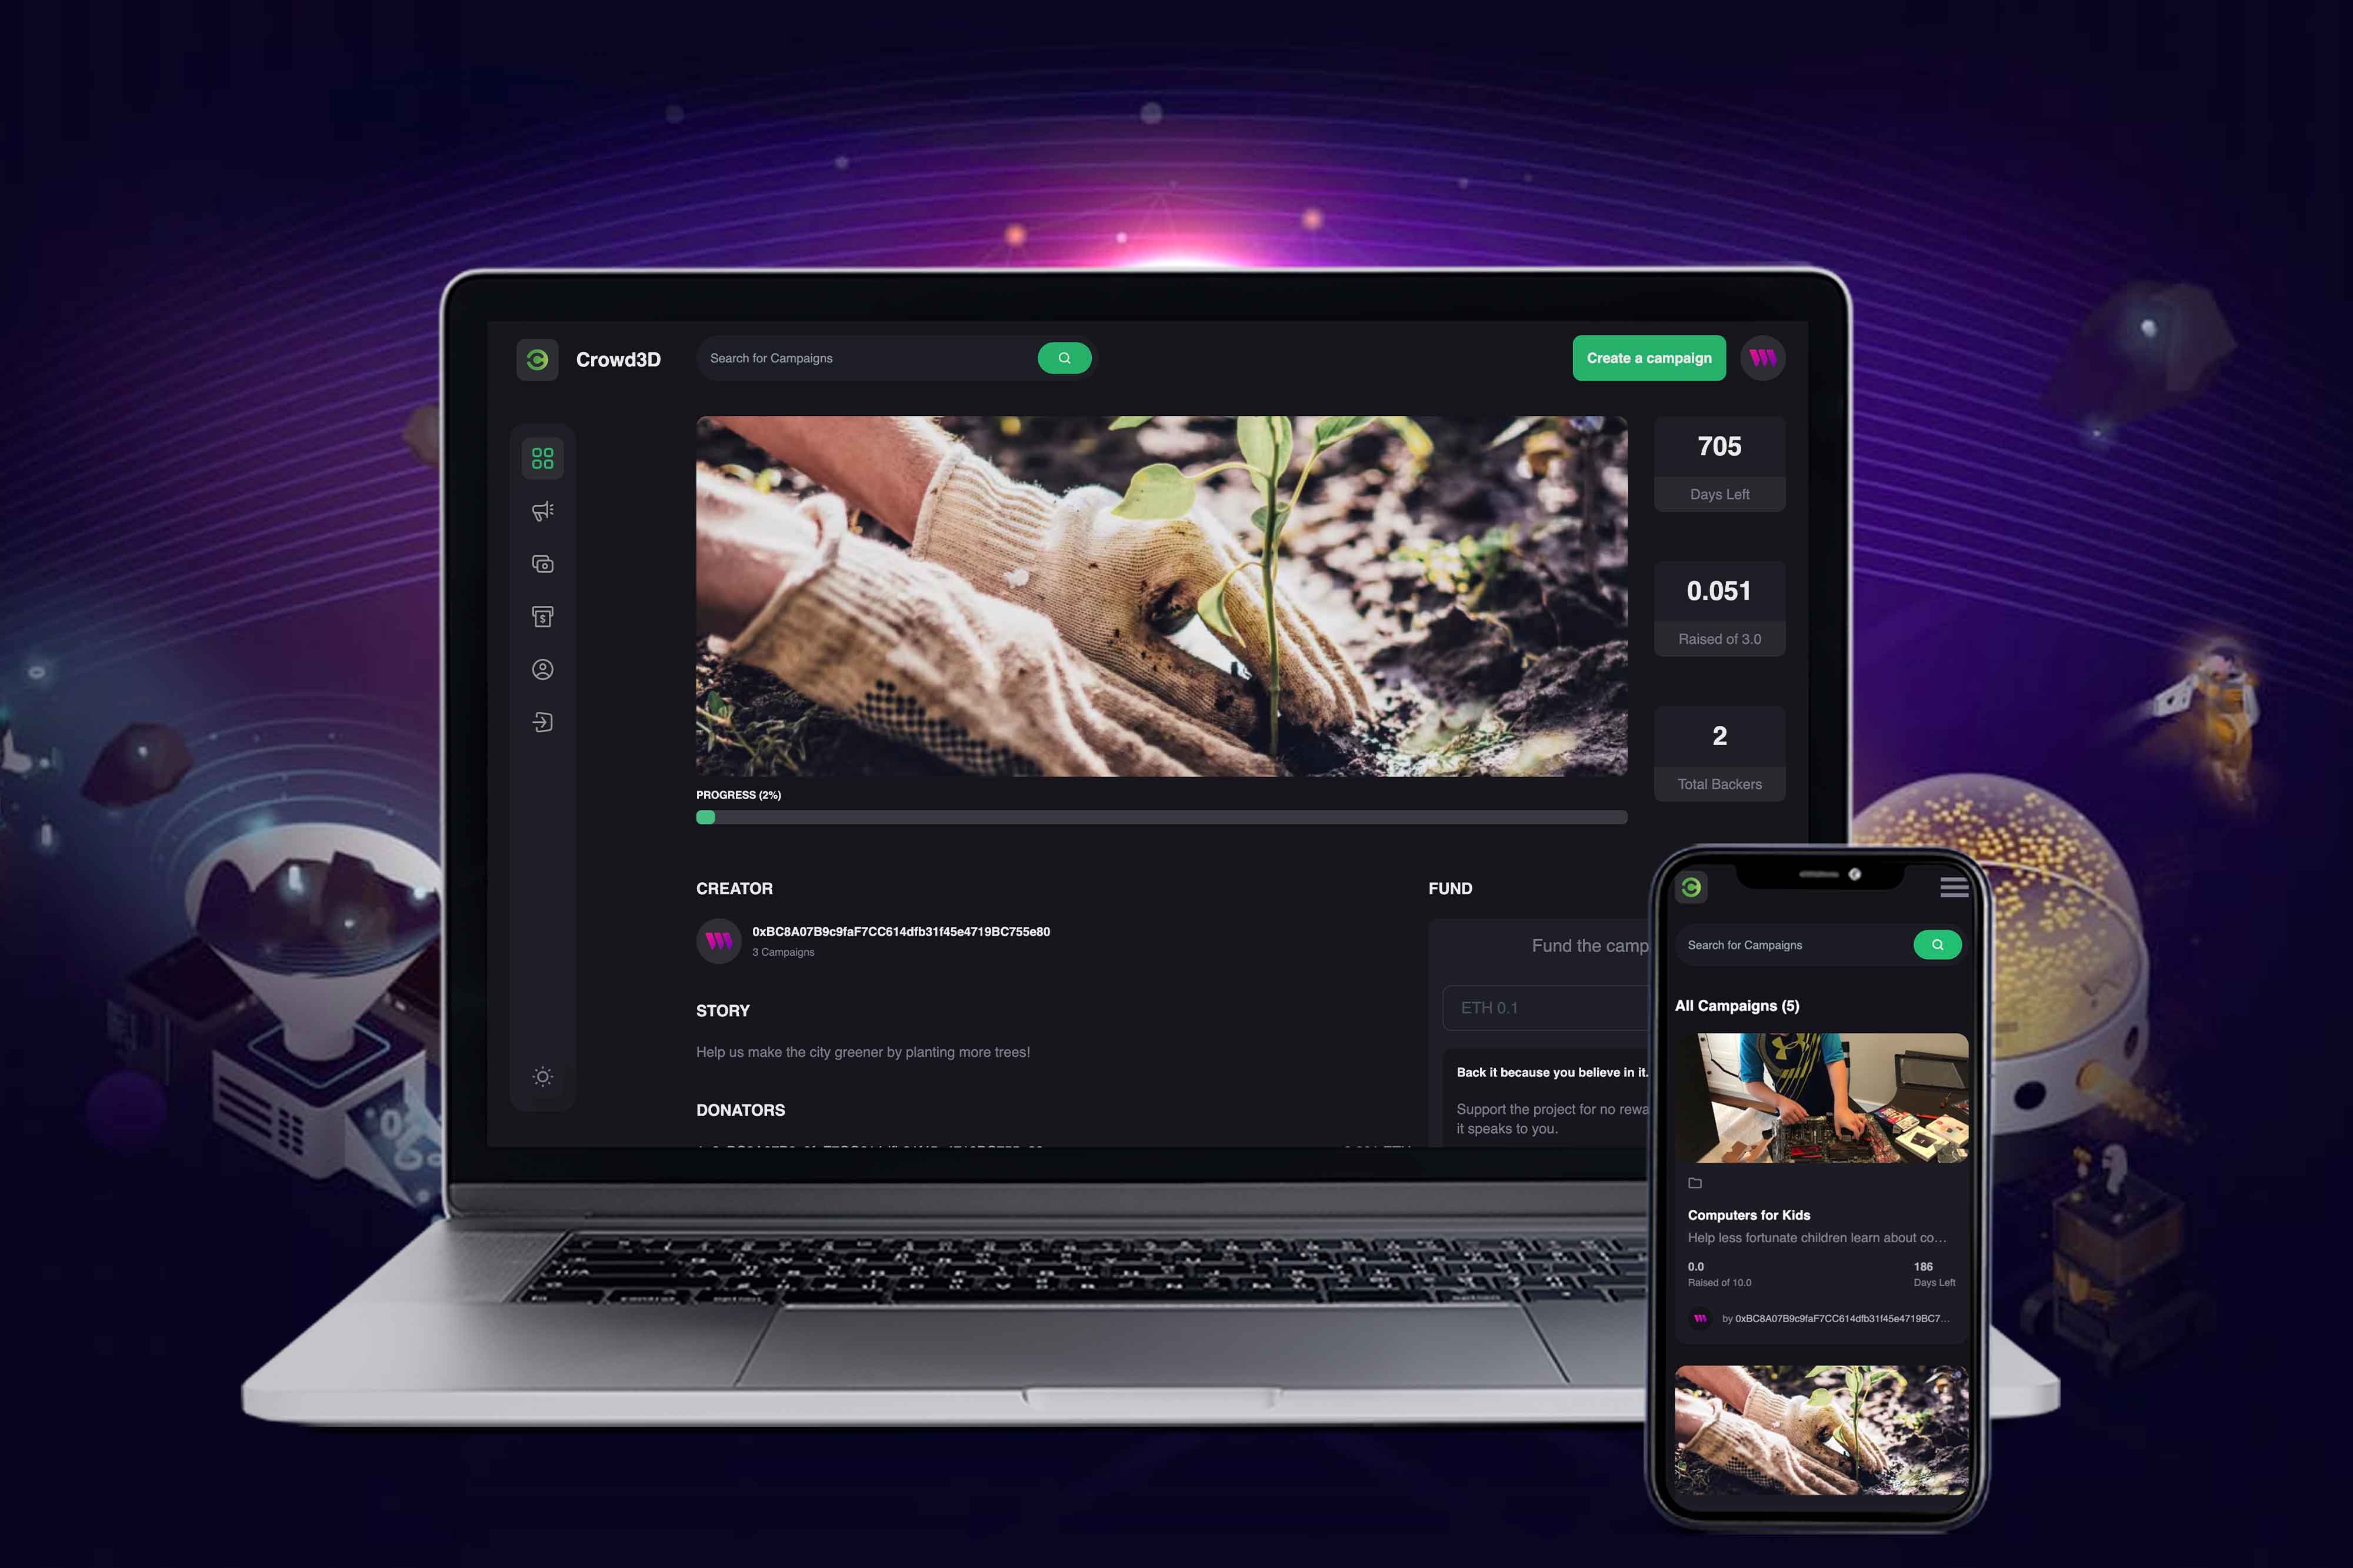 Crowd3D
Search for Campaigns
Create a campaign
705
Days Left
0.051
Raised of 3.0
2
Total Backers
PROGRESS (2%)
CREATOR
0xBC8A07B9c9faF7CC614dfb31f45e4719BC755e80
3 Campaigns
STORY
Help us make the city greener by planting more trees!
DONATORS
FUND
Fund the camp
ETH 0.1
Back it because you believe in it.
Support the project for no rewa
it speaks to you.
Search for Campaigns
All Campaigns (5)
Computers for Kids
Help less fortunate children learn about co...
0.0
Raised of 10.0
186
Days Left
by 0xBC8A07B9c9faF7CC614dfb31f45e4719BC7...